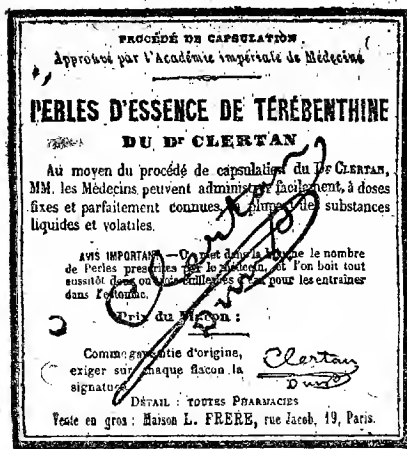 PROCÉDÉ DE CAPSULATION
Approuvé par l'Académie impériale de Médecine
PERLES D'ESSENCE DE TÉRÉBENTHINE
DU Dr CLERTAN
Au moyen du procédé de capsulation du Dr CLERTAN,
MM. les Médecins peuvent administrer facilement, à doses
fixes et parfaitement connues, la plupart des substances
liquides et volatiles.
AVIS IMPORTANT. — On met dans la bouche le nombre
de Perles prescrites par le médecin, et l'on boit tout
aussitôt deux ou trois cuillerées d'eau pour les entraîner
dans l'estomac.
Prix du Flacon :
Clertan
Comme garantie d'origine,
exiger sur chaque flacon la
signature
Clertan
DÉTAIL : TOUTES PHARMACIES
Vente en gros : Maison L. FRERE, rue Jacob, 19, Paris.